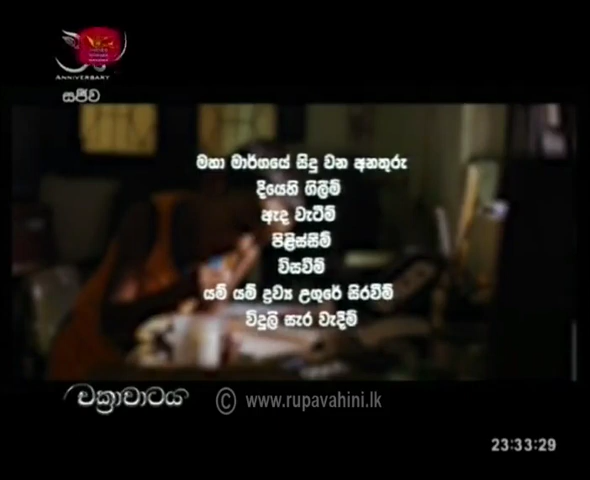 ANNIVERSARY
සජීව
මහා මාර්ගයේ සිදු වන අනතුරු
දියෙහි ගිලීම්
ඇද වැටීම්
පිළිස්සීම්
විසවීම්
යම් යම් ද්‍රව්‍ය උගුරේ සිරවීම්
විදුලි සැර වැදීම්
චක්‍රාවාටය
© www.rupavahini.lk
23:33:29